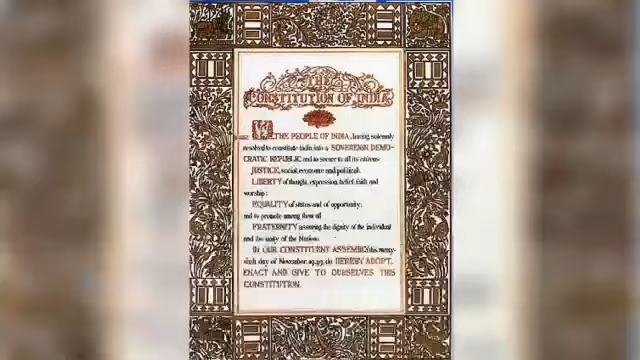 THE
CONSTITUTION OF INDIA
WE, THE PEOPLE OF INDIA, having solemnly
resolved to constitute India into a SOVEREIGN DEMO-
CRATIC REPUBLIC and to secure to all its citizens:
JUSTICE, social, economic and political;
LIBERTY of thought, expression, belief, faith and
worship;
EQUALITY of status and of opportunity;
and to promote among them all
FRATERNITY assuring the dignity of the individual
and the unity of the Nation;
IN OUR CONSTITUENT ASSEMBLY this twenty-
sixth day of November, 1949, do HEREBY ADOPT,
ENACT AND GIVE TO OURSELVES THIS
CONSTITUTION.